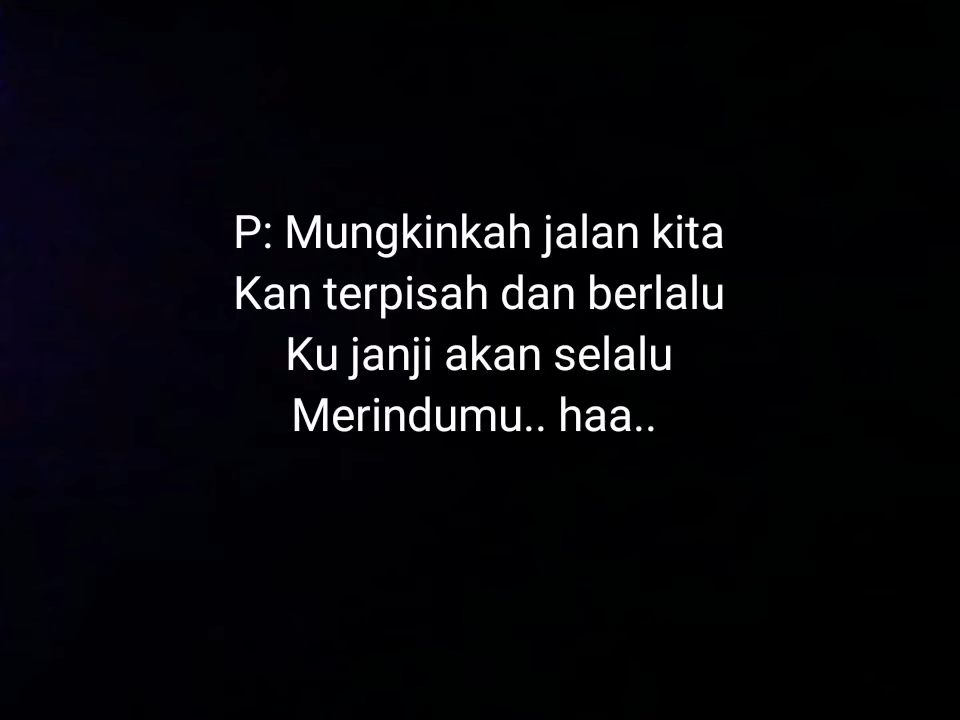 P: Mungkinkah jalan kita
Kan terpisah dan berlalu
Ku janji akan selalu
Merindumu.. haa..